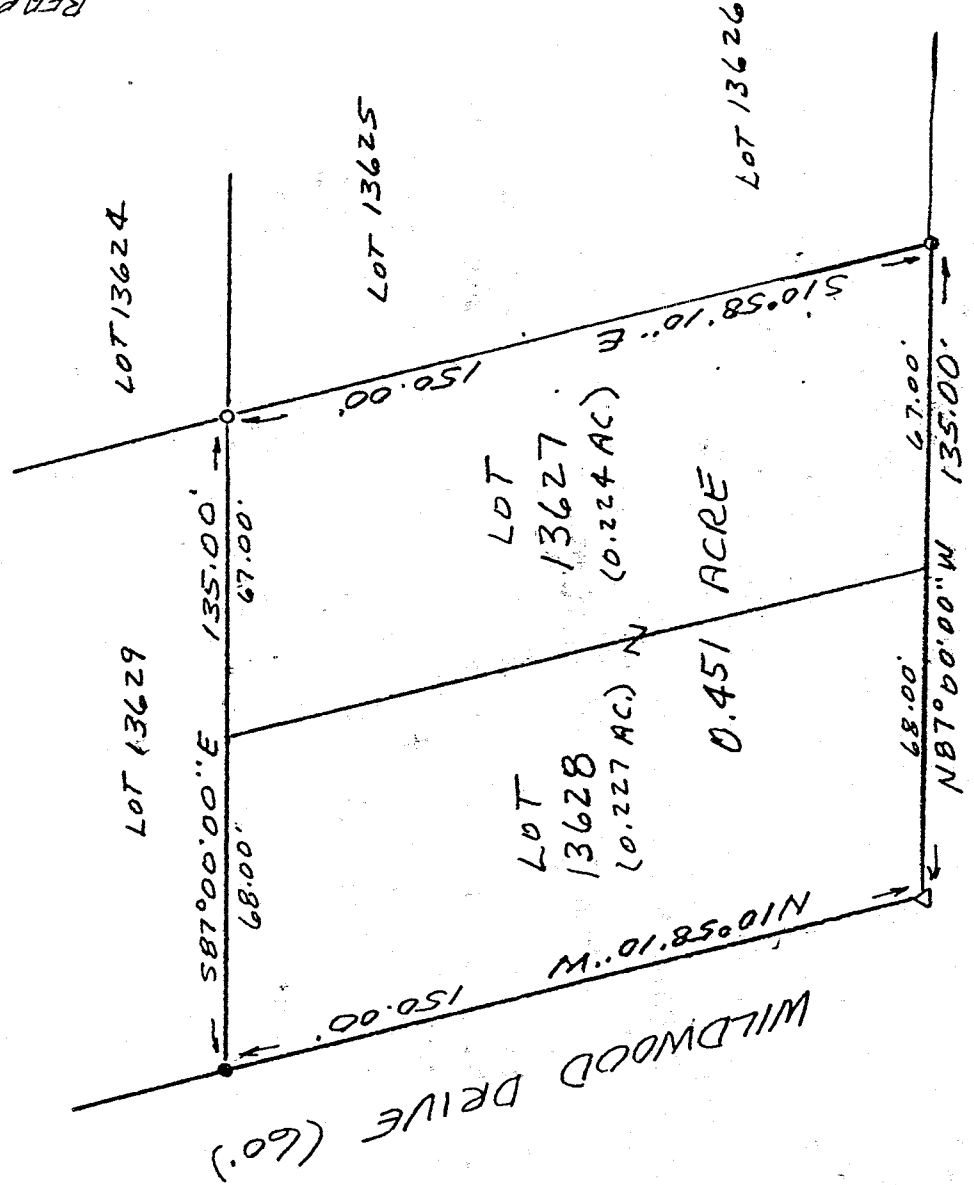 LOT 13624
LOT 13625
LOT 13626
LOT 13629
S87°00'00"E 135.00'
68.00' 67.00'
150.00'
S10°58'10"E
LOT
13627
(0.224 AC.)
LOT
13628
(0.227 AC.)
0.451 ACRE
150.00'
N10°58'10"W
68.00' 67.00'
N87°00'00"W 135.00'
WILDWOOD DRIVE (60')